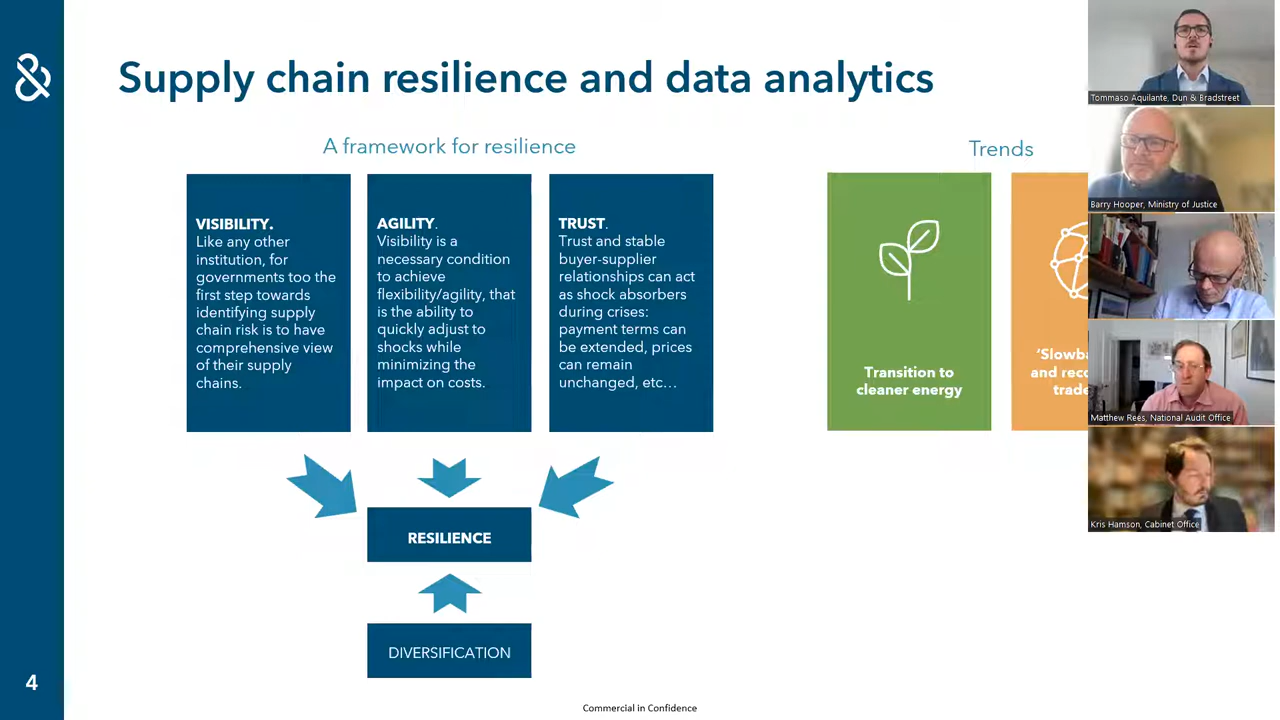 Supply chain resilience and data analytics
A framework for resilience
VISIBILITY.
Like any other
institution, for
governments too the
first step towards
identifying supply
chain risk is to have
comprehensive view
of their supply
chains.
AGILITY.
Visibility is a
necessary condition
to achieve
flexibility/agility, that
is the ability to
quickly adjust to
shocks while
minimizing the
impact on costs.
TRUST.
Trust and stable
buyer-supplier
relationships can act
as shock absorbers
during crises:
payment terms can
be extended, prices
can remain
unchanged, etc…
RESILIENCE
DIVERSIFICATION
Trends
Transition to
cleaner energy
and
Tommaso Aquilante, Dun & Bradstreet
Barry Hooper, Ministry of Justice
Matthew Rees, National Audit Office
Kris Hamson, Cabinet Office
&
4
Commercial in Confidence